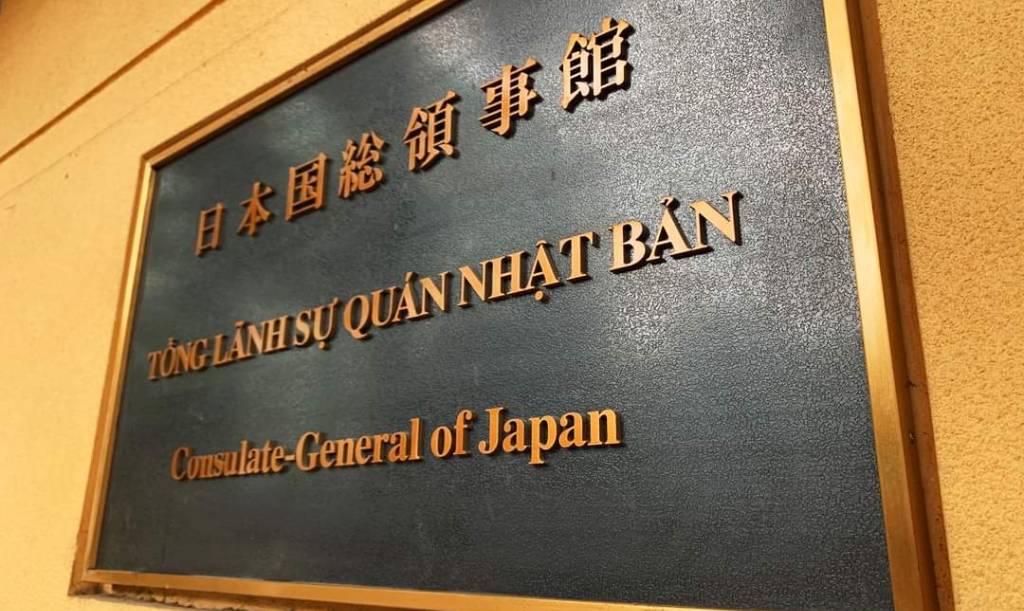 日本国総領事館
TỔNG LÃNH SỰ QUÁN NHẬT BẢN
Consulate-General of Japan